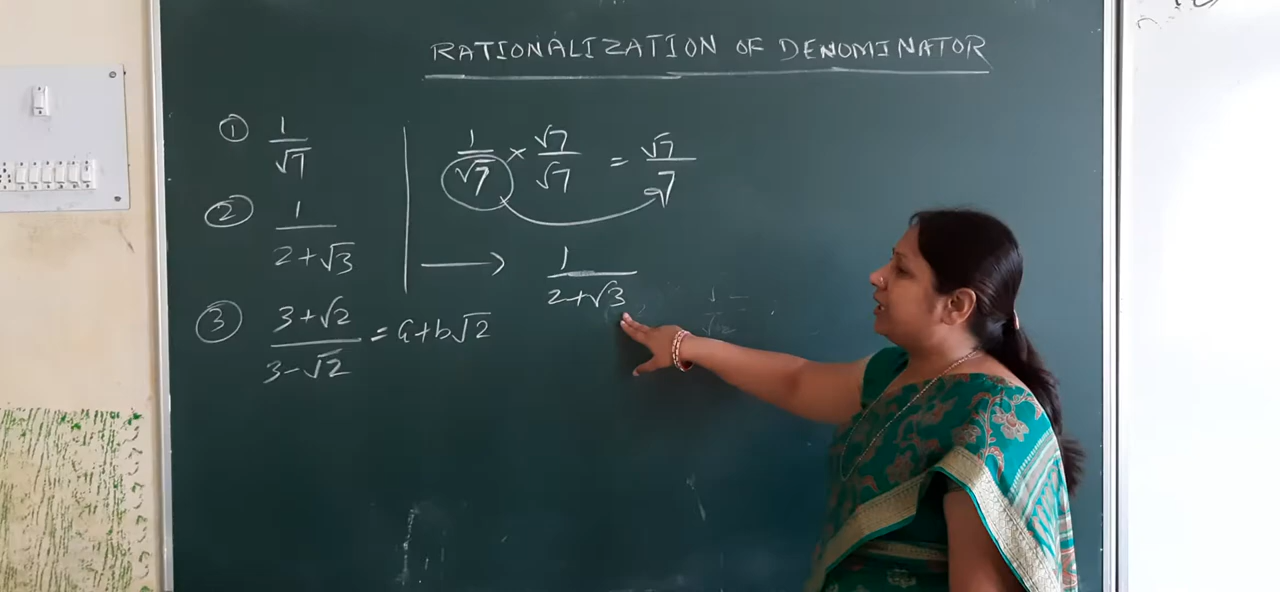 RATIONALIZATION OF DENOMINATOR
① 1/√7
1/√7 × √7/√7 = √7/7
② 1/(2+√3)
⟶ 1/(2+√3)
③ (3+√2)/(3-√2) = a+b√2